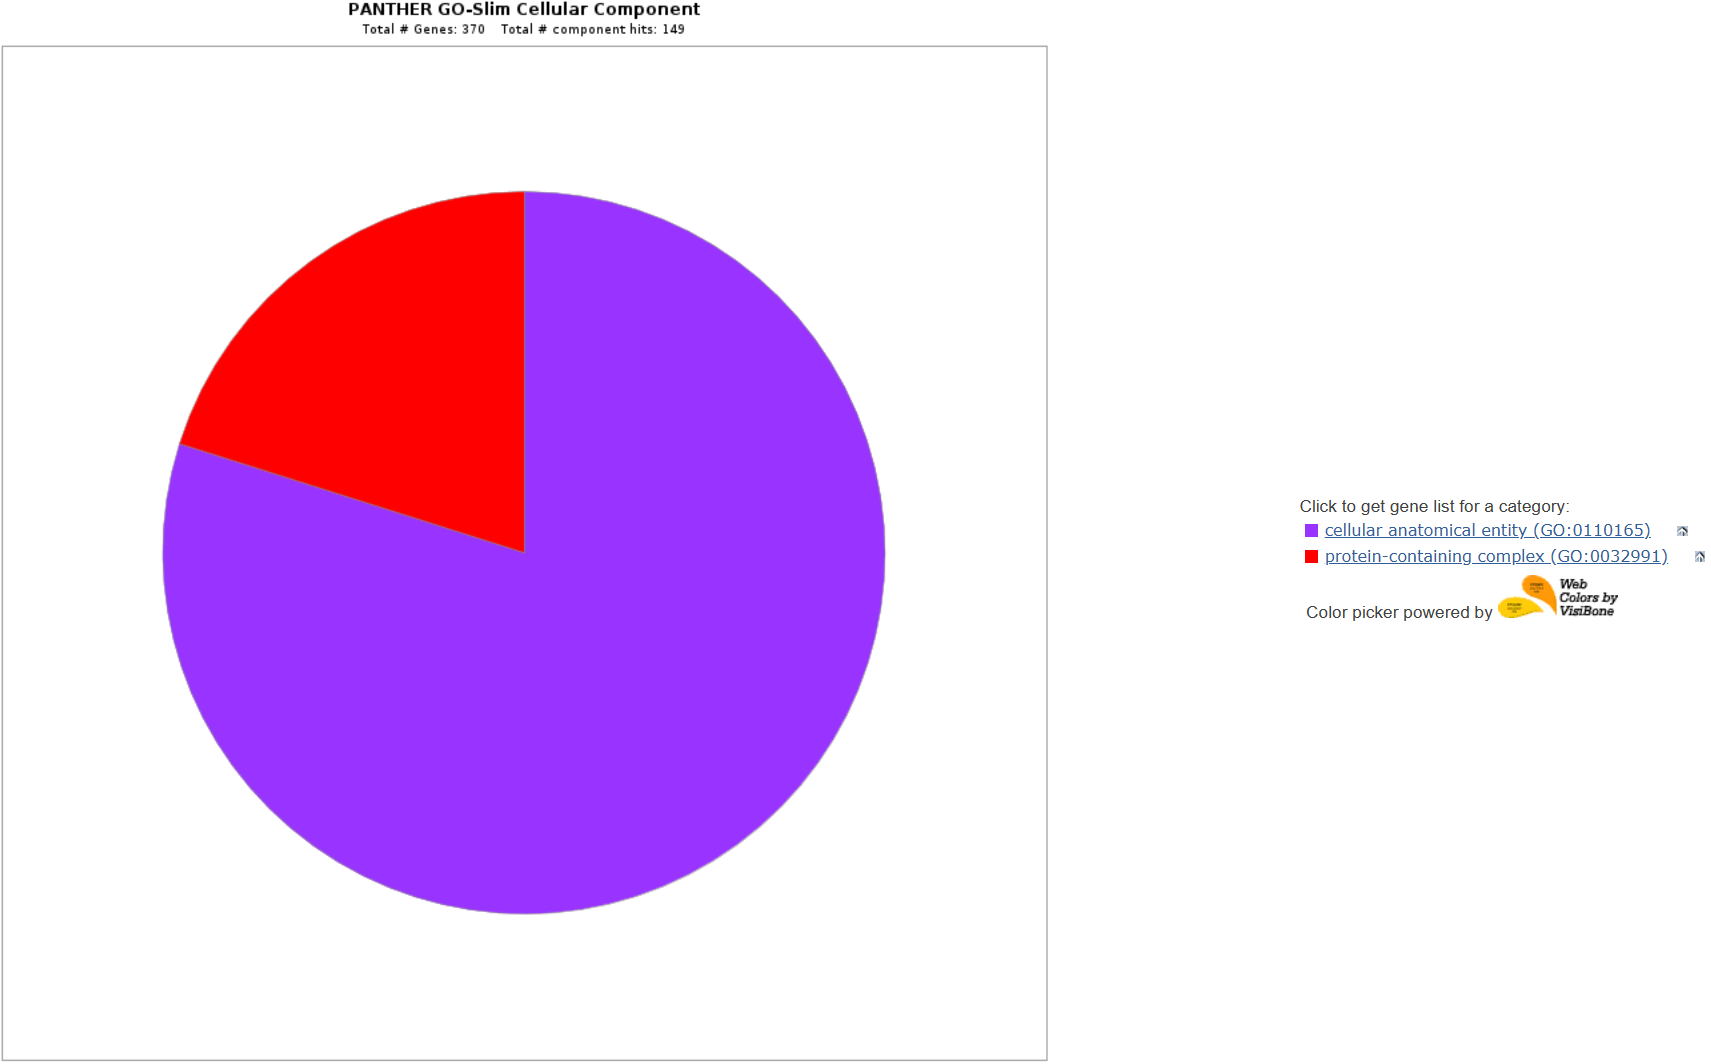 PANTHER GO-Slim Cellular Component
Total # Genes: 370 Total # component hits: 149
Click to get gene list for a category:
cellular anatomical entity (GO:0110165)
protein-containing complex (GO:0032991)
Color picker powered by
Web
Colors by
VisiBone